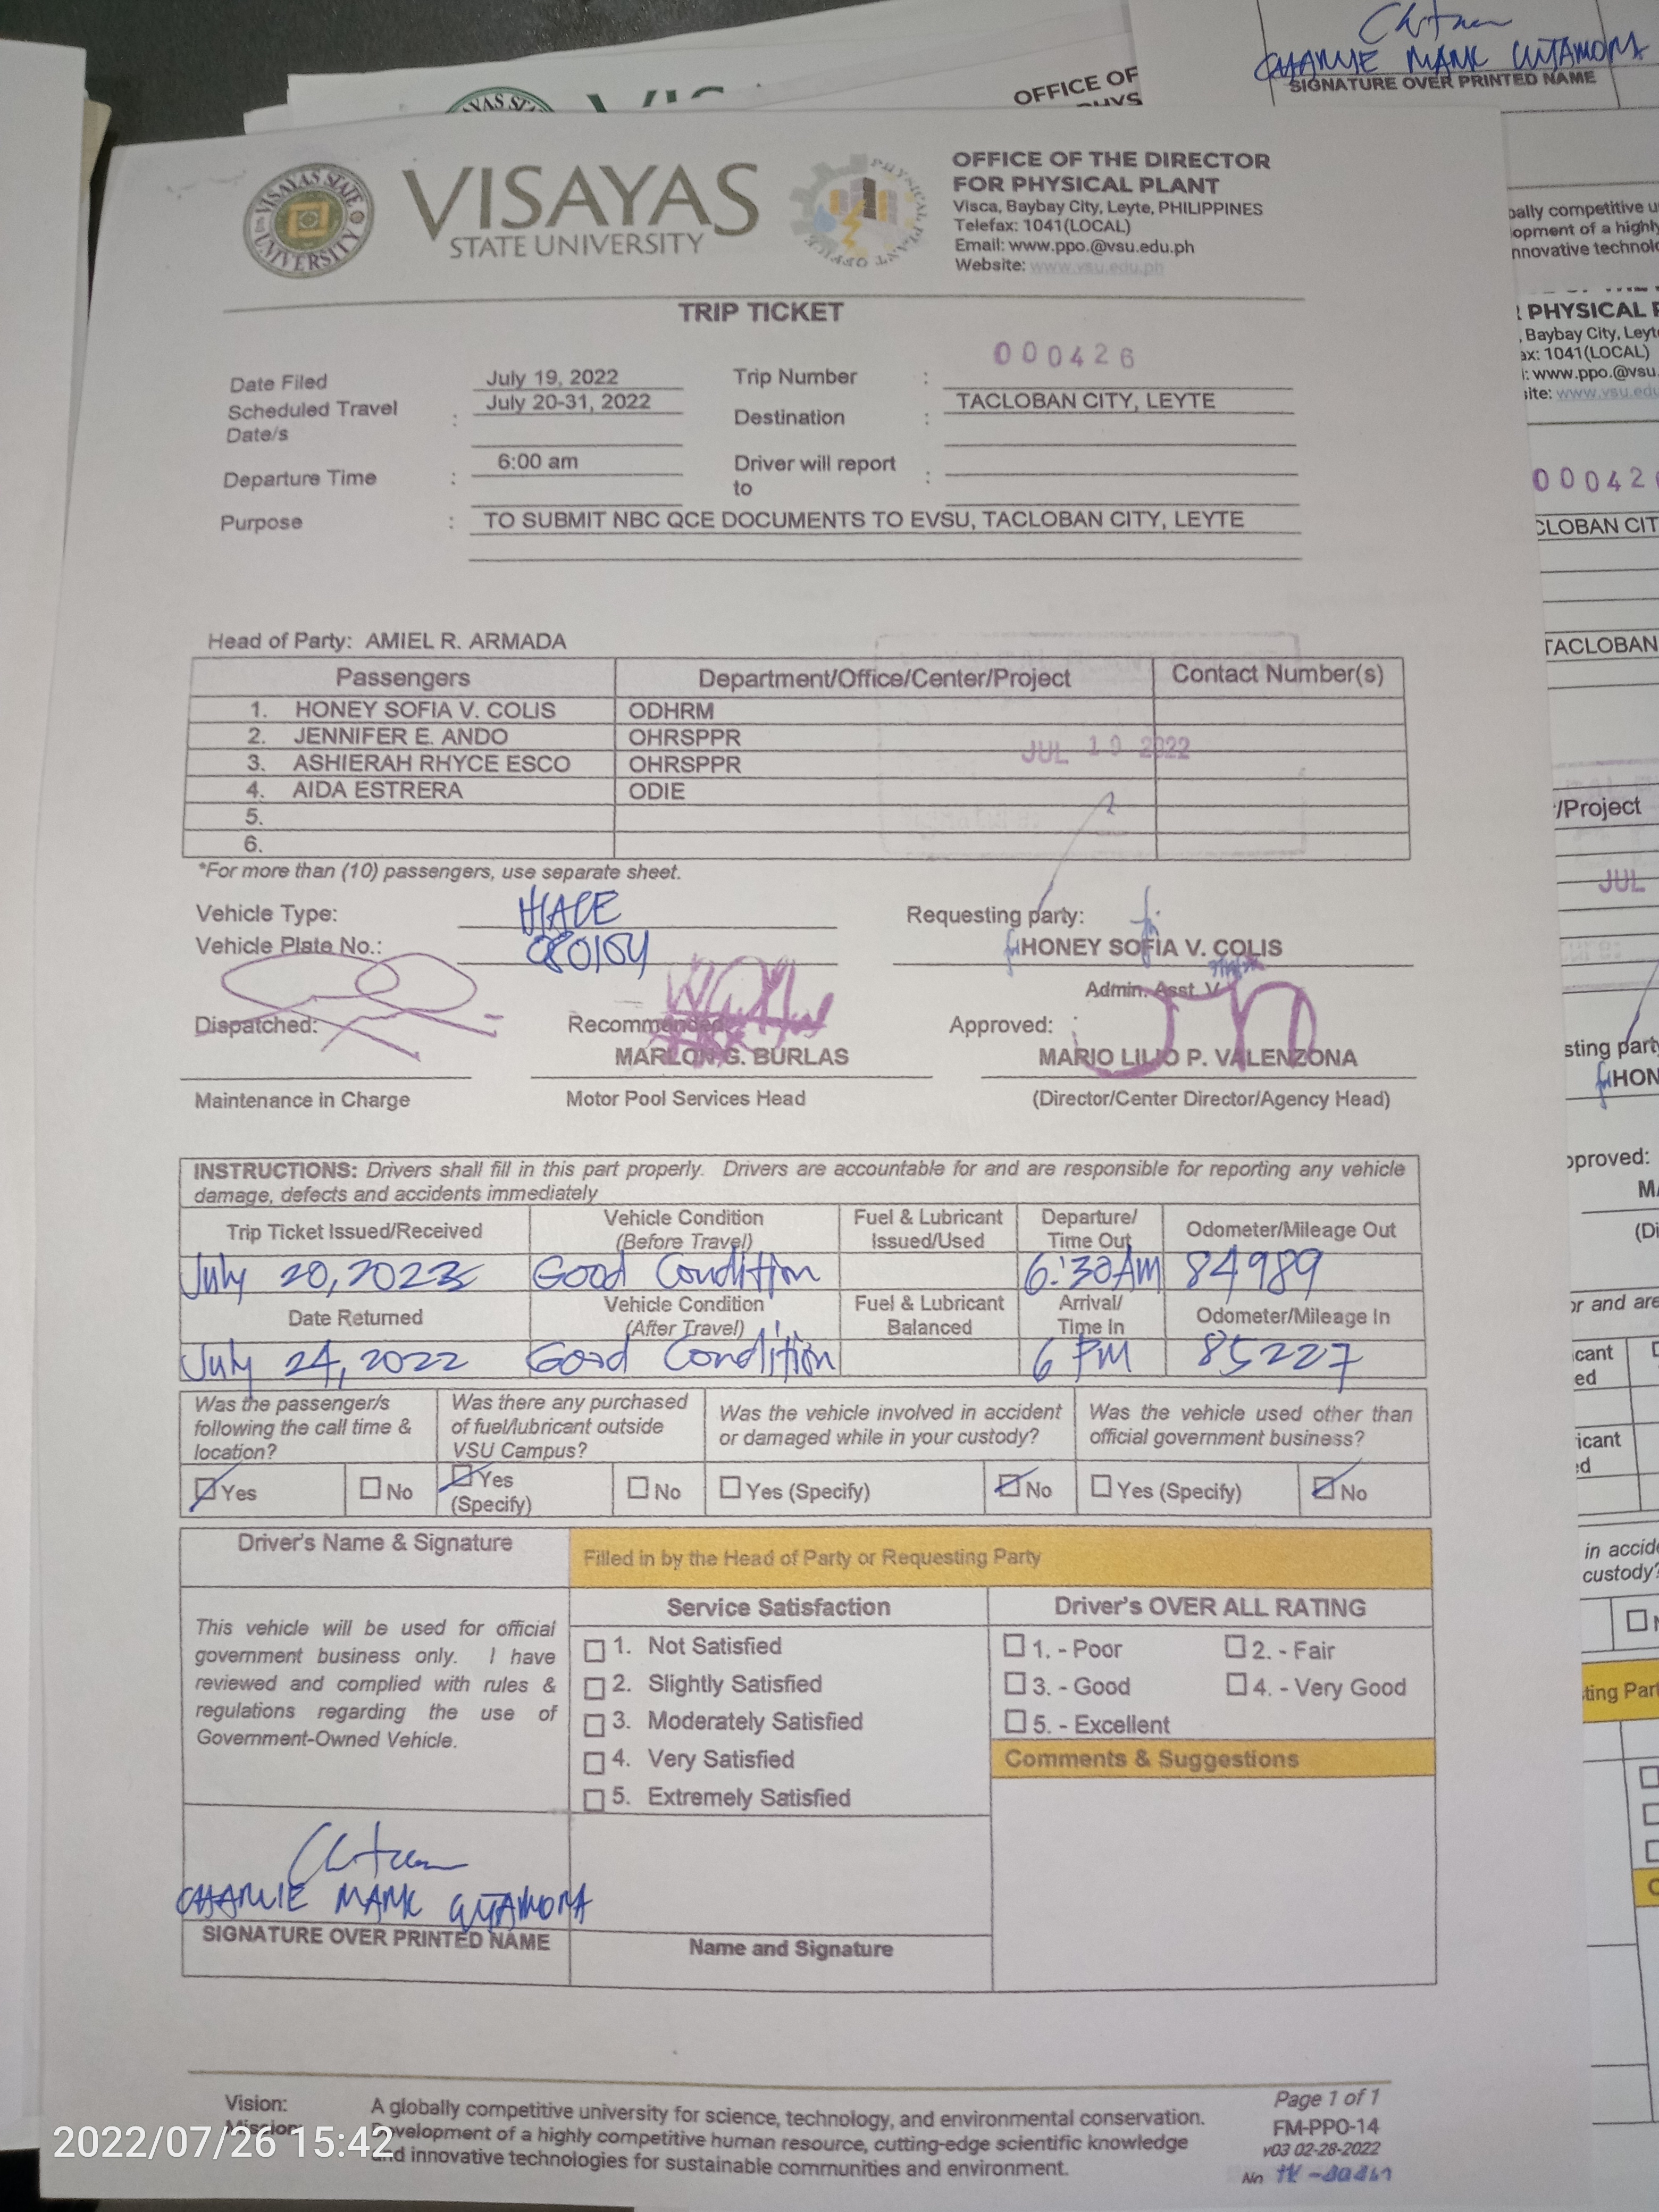 VISAYAS
STATE UNIVERSITY
OFFICE OF THE DIRECTOR
FOR PHYSICAL PLANT
Visca, Baybay City, Leyte, PHILIPPINES
Telefax: 1041(LOCAL)
Email: www.ppo.@vsu.edu.ph
Website: www.vsu.edu.ph
TRIP TICKET
000426
Date Filed July 19, 2022 Trip Number :
Scheduled Travel Date/s : July 20-31, 2022 Destination : TACLOBAN CITY, LEYTE
Departure Time : 6:00 am Driver will report to :
Purpose : TO SUBMIT NBC QCE DOCUMENTS TO EVSU, TACLOBAN CITY, LEYTE
Head of Party: AMIEL R. ARMADA
Passengers Department/Office/Center/Project Contact Number(s)
1. HONEY SOFIA V. COLIS ODHRM
2. JENNIFER E. ANDO OHRSPPR
3. ASHIERAH RHYCE ESCO OHRSPPR
4. AIDA ESTRERA ODIE
5.
6.
JUL 19 2022
*For more than (10) passengers, use separate sheet.
Vehicle Type: HIACE Requesting party:
Vehicle Plate No.: 080104 HONEY SOFIA V. COLIS
Admin. Asst. V
Dispatched: Recommended: Approved:
MARLON G. BURLAS MARIO LILIO P. VALENZONA
Maintenance in Charge Motor Pool Services Head (Director/Center Director/Agency Head)
INSTRUCTIONS: Drivers shall fill in this part properly. Drivers are accountable for and are responsible for reporting any vehicle
damage, defects and accidents immediately
Trip Ticket Issued/Received Vehicle Condition (Before Travel) Fuel & Lubricant Issued/Used Departure/ Time Out Odometer/Mileage Out
July 20, 2022 Good Condition 6:30AM 84989
Date Returned Vehicle Condition (After Travel) Fuel & Lubricant Balanced Arrival/ Time In Odometer/Mileage In
July 24, 2022 Good Condition 6 PM 85227
Was the passenger/s following the call time & location? Was there any purchased of fuel/lubricant outside VSU Campus? Was the vehicle involved in accident or damaged while in your custody? Was the vehicle used other than official government business?
Yes No Yes (Specify) No Yes (Specify) No Yes (Specify) No
Driver's Name & Signature Filled in by the Head of Party or Requesting Party
Service Satisfaction Driver's OVER ALL RATING
This vehicle will be used for official
government business only. I have
reviewed and complied with rules &
regulations regarding the use of
Government-Owned Vehicle.
1. Not Satisfied
2. Slightly Satisfied
3. Moderately Satisfied
4. Very Satisfied
5. Extremely Satisfied
1. - Poor 2. - Fair
3. - Good 4. - Very Good
5. - Excellent
Comments & Suggestions
CHARLIE MARK GUTAMORA
SIGNATURE OVER PRINTED NAME Name and Signature
Vision: A globally competitive university for science, technology, and environmental conservation.
Mission: Development of a highly competitive human resource, cutting-edge scientific knowledge
and innovative technologies for sustainable communities and environment.
Page 1 of 1
FM-PPO-14
v03 02-28-2022
No
2022/07/26 15:42